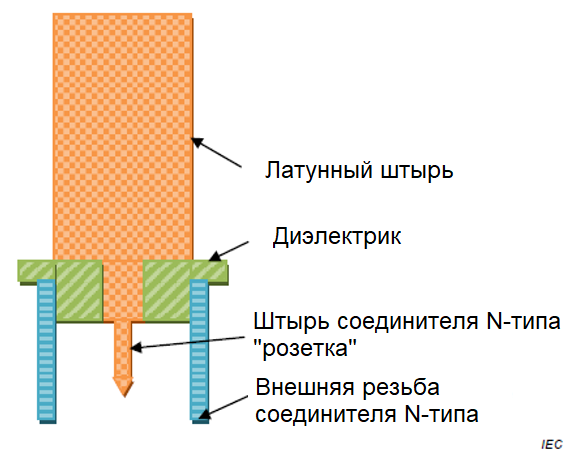 Латунный штырь
Диэлектрик
Штырь соединителя N-типа
"розетка"
Внешняя резьба
соединителя N-типа
IEC